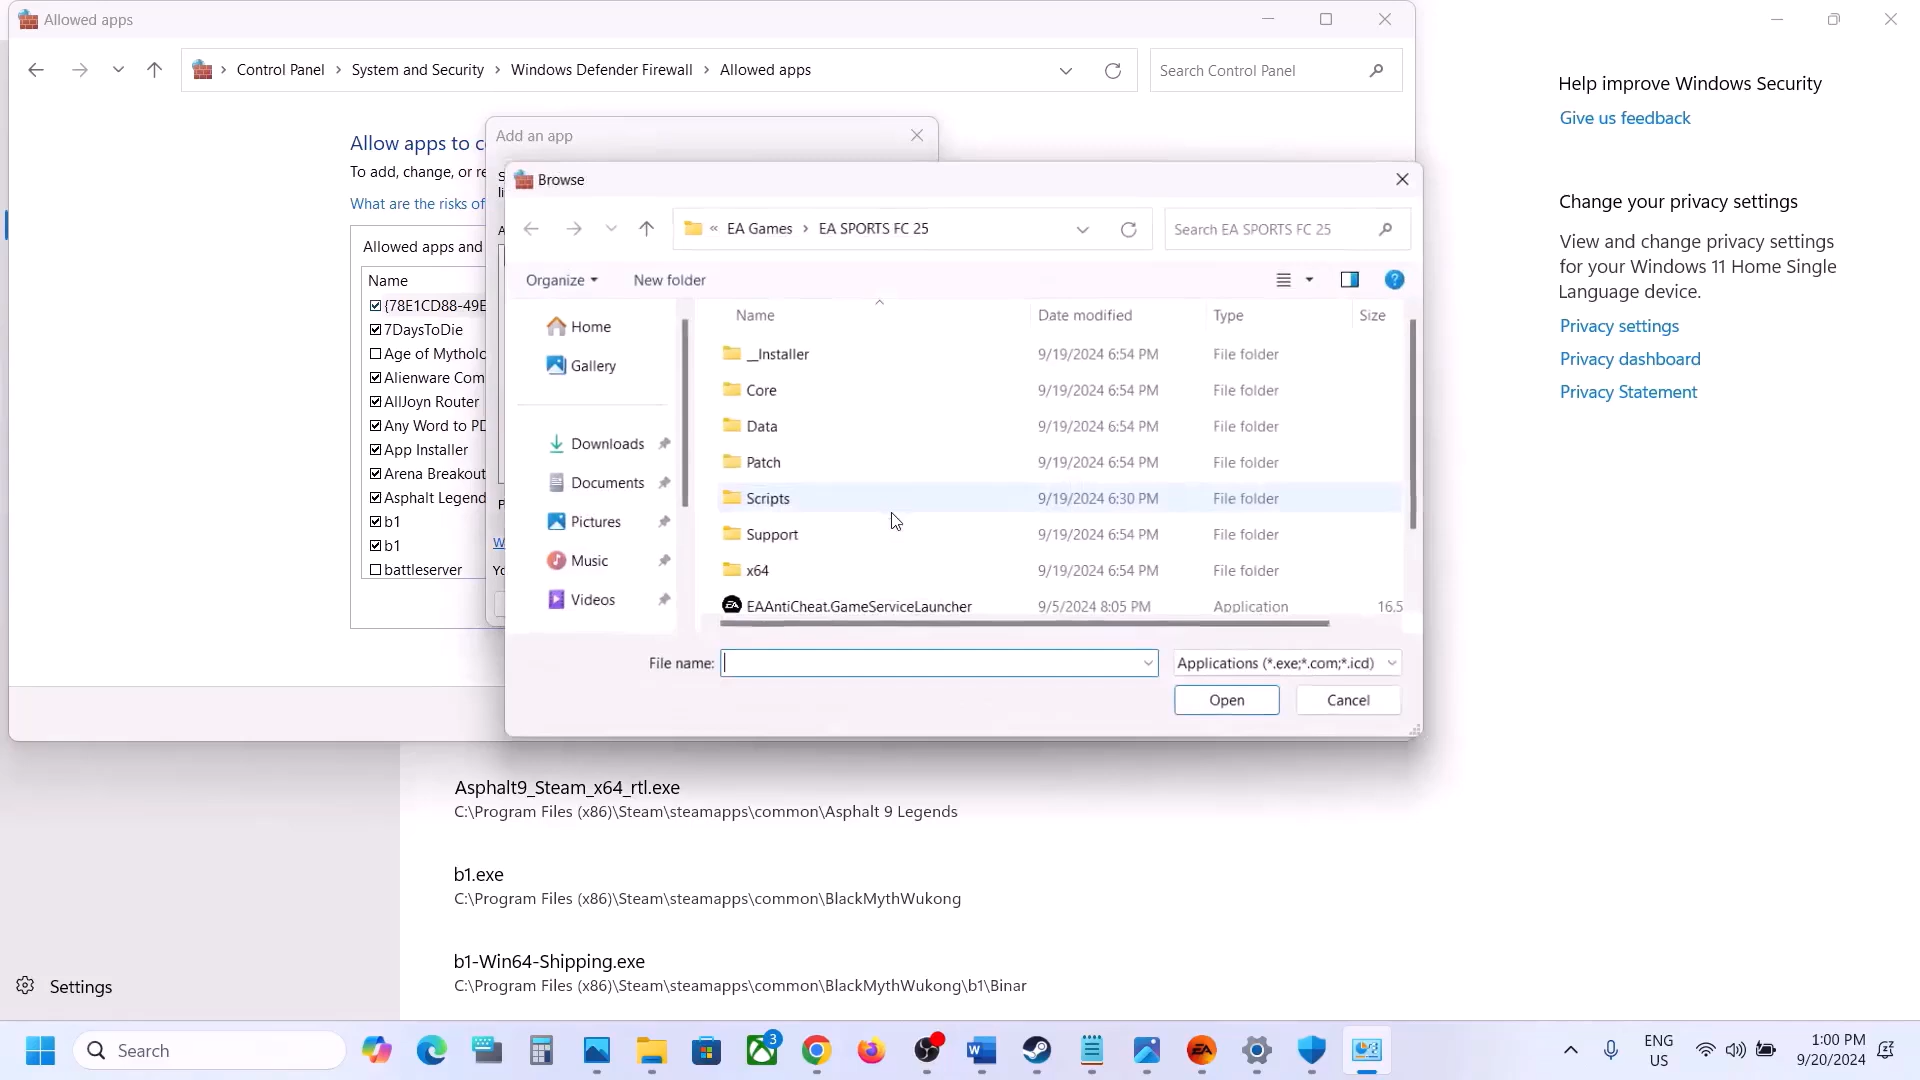 Allowed apps
Control Panel > System and Security > Windows Defender Firewall > Allowed apps
Search Control Panel
Allow apps to c
To add, change, or re
What are the risks of
Allowed apps and
Name
{78E1CD88-49E
7DaysToDie
Age of Mytholo
Alienware Com
AllJoyn Router
Any Word to PD
App Installer
Arena Breakout
Asphalt Legend
b1
b1
battleserver
Add an app
Browse
« EA Games > EA SPORTS FC 25
Search EA SPORTS FC 25
Organize
New folder
Home
Gallery
Downloads
Documents
Pictures
Music
Videos
Name Date modified Type Size
__Installer 9/19/2024 6:54 PM File folder
Core 9/19/2024 6:54 PM File folder
Data 9/19/2024 6:54 PM File folder
Patch 9/19/2024 6:54 PM File folder
Scripts 9/19/2024 6:30 PM File folder
Support 9/19/2024 6:54 PM File folder
x64 9/19/2024 6:54 PM File folder
EAAntiCheat.GameServiceLauncher 9/5/2024 8:05 PM Application 16.5
File name:
Applications (*.exe;*.com;*.icd)
Open
Cancel
Help improve Windows Security
Give us feedback
Change your privacy settings
View and change privacy settings
for your Windows 11 Home Single
Language device.
Privacy settings
Privacy dashboard
Privacy Statement
Asphalt9_Steam_x64_rtl.exe
C:\Program Files (x86)\Steam\steamapps\common\Asphalt 9 Legends
b1.exe
C:\Program Files (x86)\Steam\steamapps\common\BlackMythWukong
b1-Win64-Shipping.exe
C:\Program Files (x86)\Steam\steamapps\common\BlackMythWukong\b1\Binar
Settings
Search
3
ENG
US
1:00 PM
9/20/2024